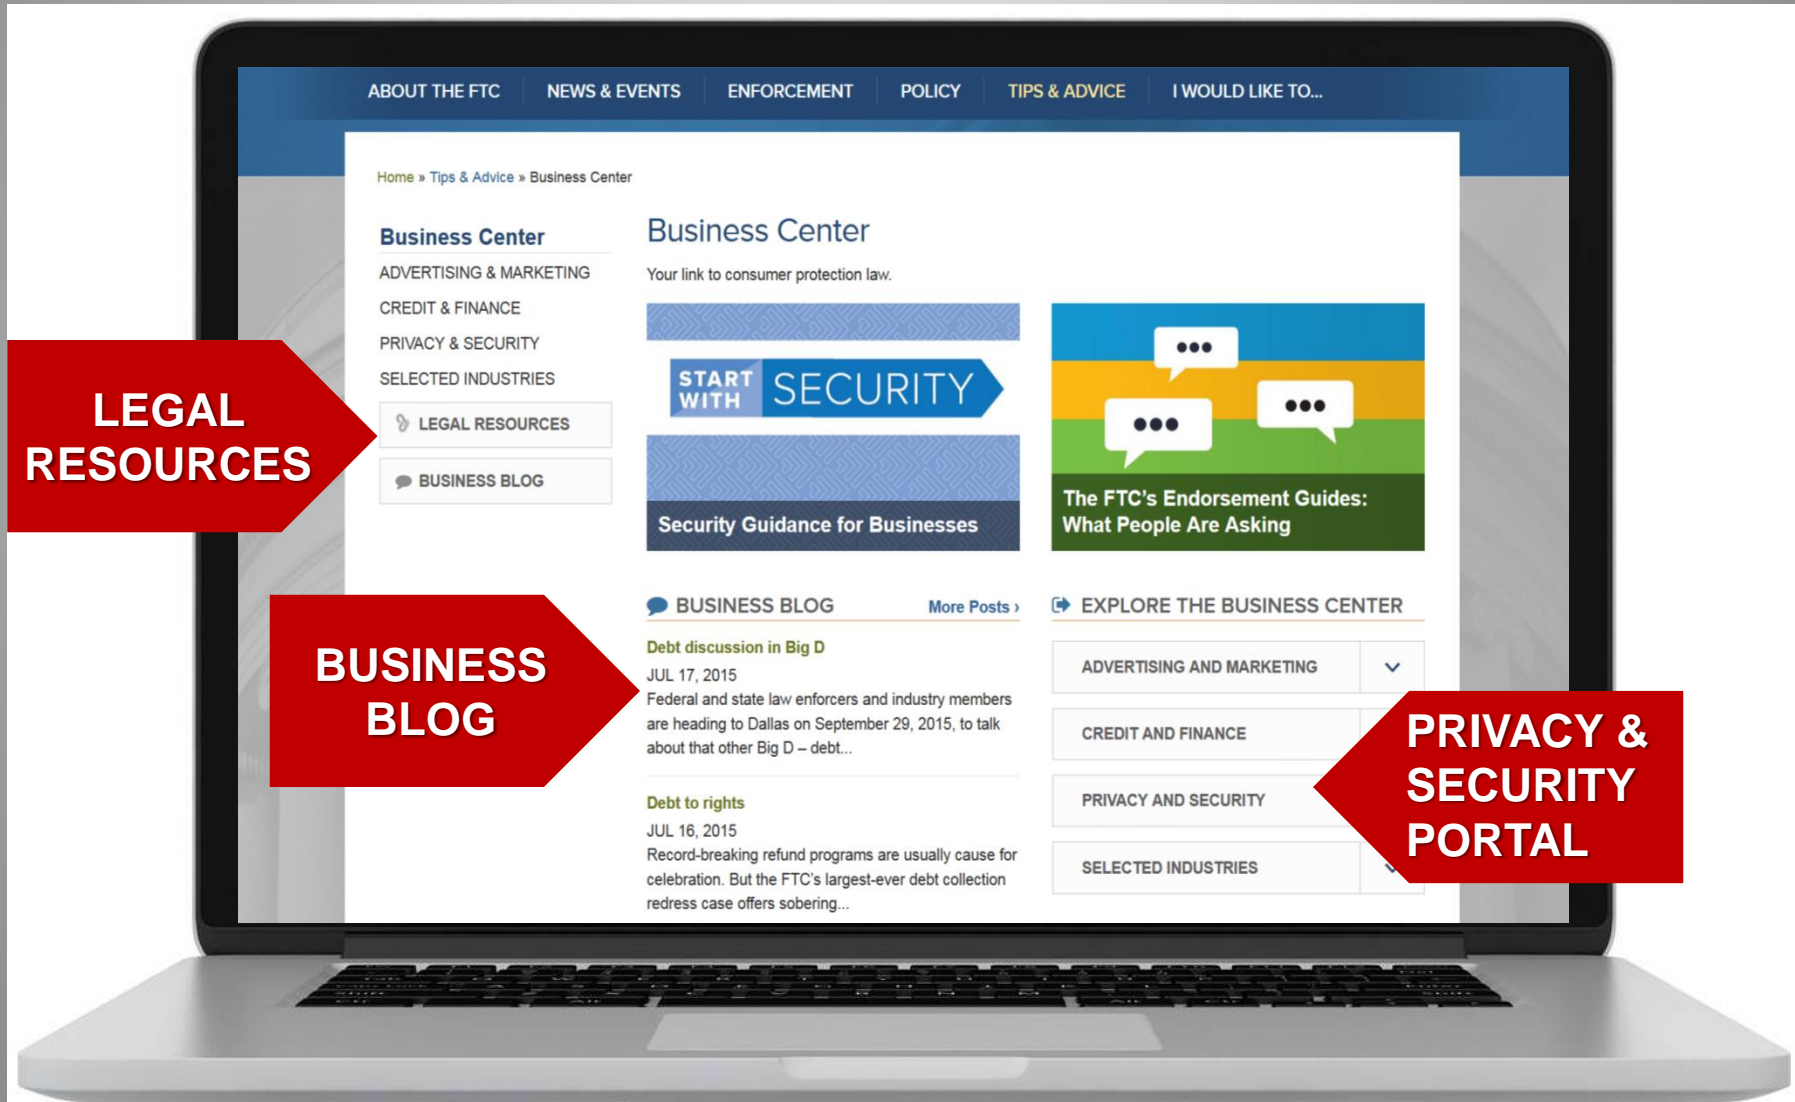 ABOUT THE FTC
NEWS & EVENTS
ENFORCEMENT
POLICY
TIPS & ADVICE
I WOULD LIKE TO...
Home » Tips & Advice » Business Center
Business Center
ADVERTISING & MARKETING
CREDIT & FINANCE
PRIVACY & SECURITY
SELECTED INDUSTRIES
LEGAL RESOURCES
BUSINESS BLOG
LEGAL
RESOURCES
Business Center
Your link to consumer protection law.
START
WITH
SECURITY
Security Guidance for Businesses
The FTC's Endorsement Guides:
What People Are Asking
BUSINESS
BLOG
BUSINESS BLOG
More Posts ›
Debt discussion in Big D
JUL 17, 2015
Federal and state law enforcers and industry members
are heading to Dallas on September 29, 2015, to talk
about that other Big D – debt...
Debt to rights
JUL 16, 2015
Record-breaking refund programs are usually cause for
celebration. But the FTC's largest-ever debt collection
redress case offers sobering...
EXPLORE THE BUSINESS CENTER
ADVERTISING AND MARKETING
CREDIT AND FINANCE
PRIVACY AND SECURITY
SELECTED INDUSTRIES
PRIVACY &
SECURITY
PORTAL